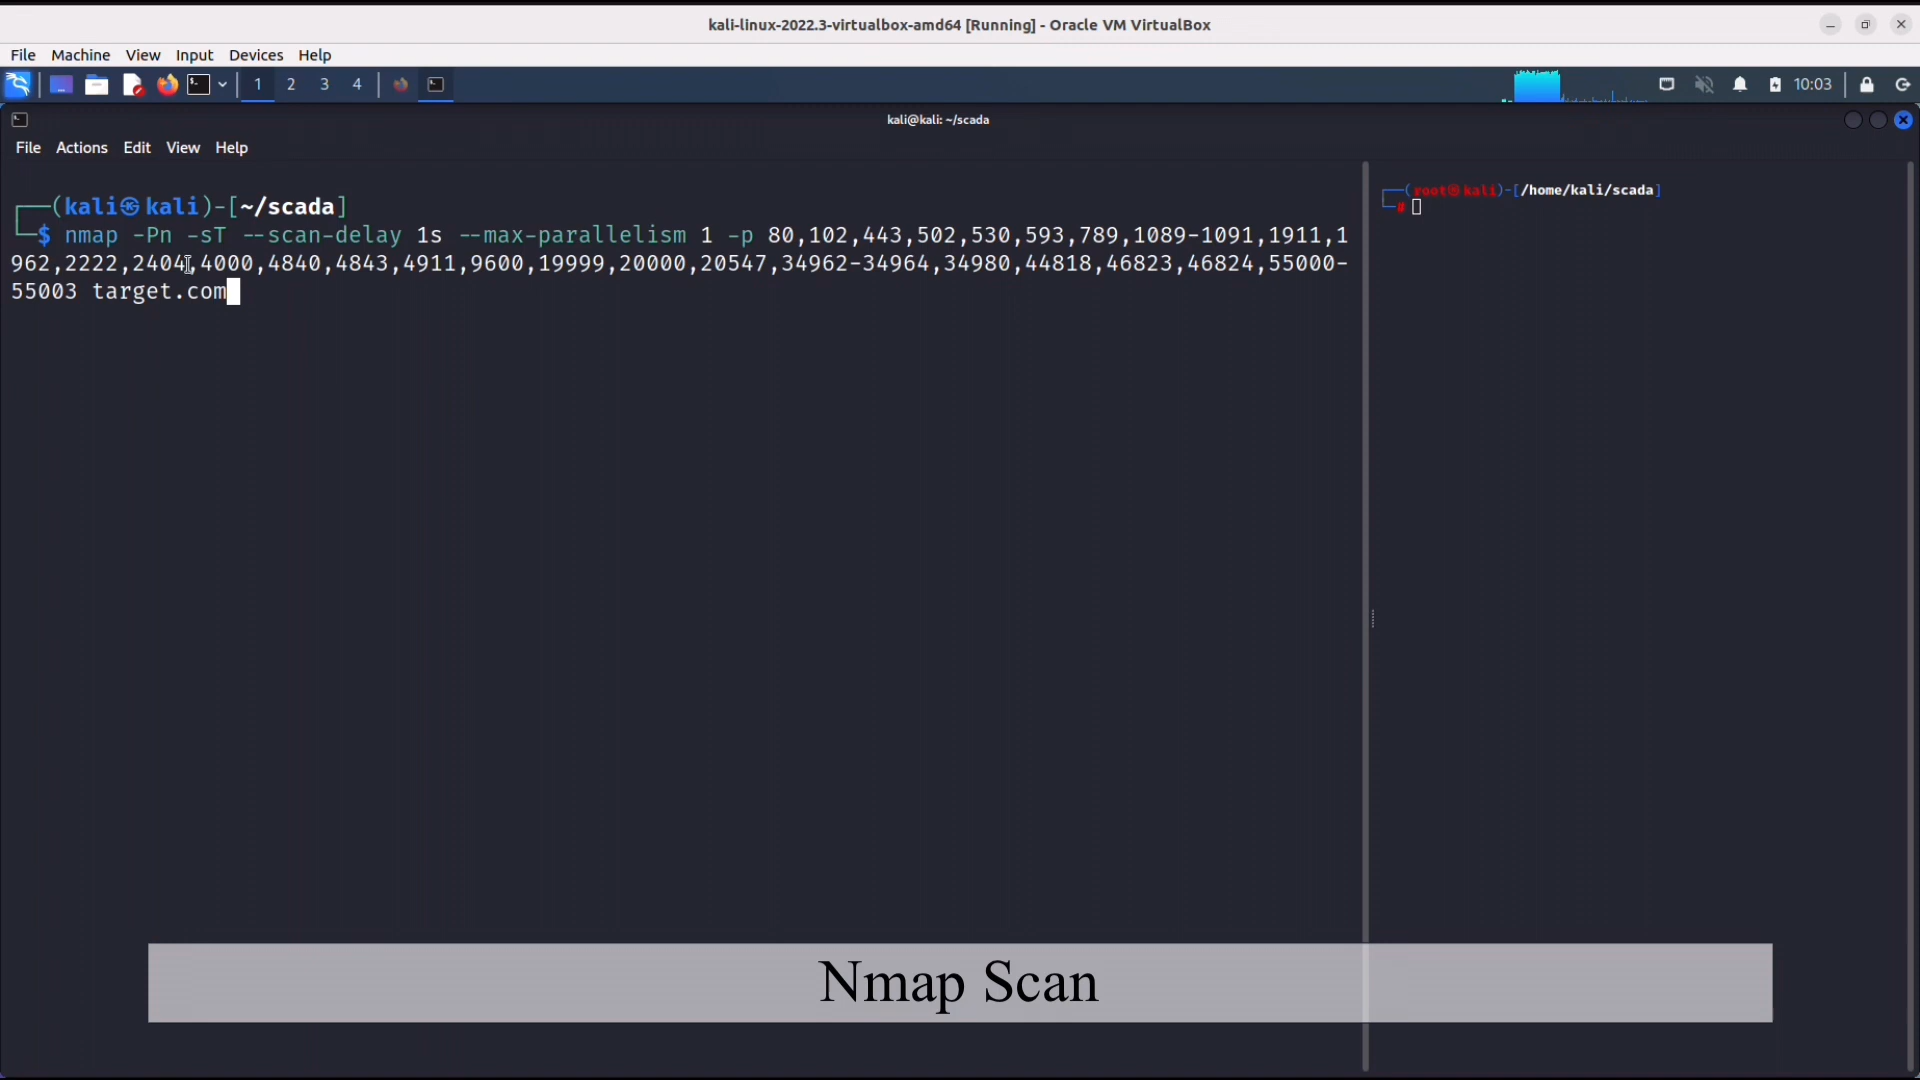 kali-linux-2022.3-virtualbox-amd64 [Running] - Oracle VM VirtualBox
File Machine View Input Devices Help
1 2 3 4 10:03
kali@kali: ~/scada
File Actions Edit View Help
(kali㉿kali)-[~/scada]
$ nmap -Pn -sT --scan-delay 1s --max-parallelism 1 -p 80,102,443,502,530,593,789,1089-1091,1911,1
962,2222,2404,4000,4840,4843,4911,9600,19999,20000,20547,34962-34964,34980,44818,46823,46824,55000-
55003 target.com
(root㉿kali)-[/home/kali/scada]
#
Nmap Scan